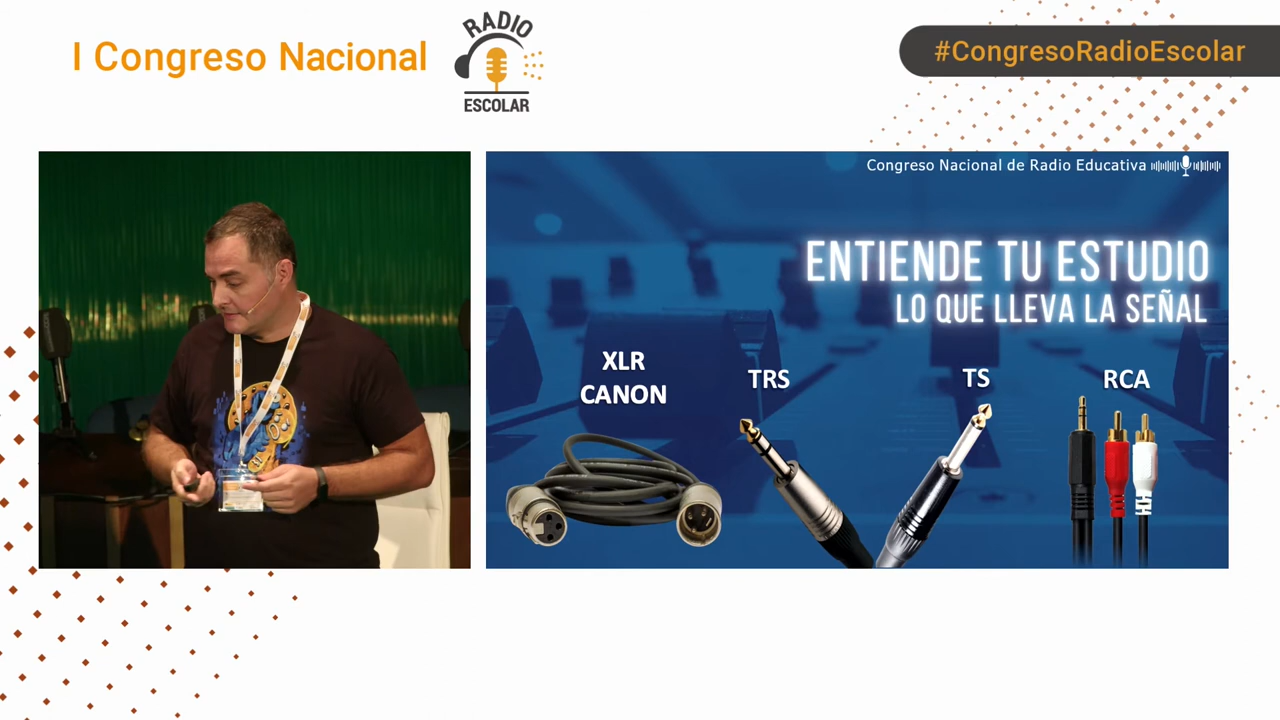 I Congreso Nacional
RADIO
ESCOLAR
#CongresoRadioEscolar
Congreso Nacional de Radio Educativa
ENTIENDE TU ESTUDIO
LO QUE LLEVA LA SEÑAL
XLR
CANON
TRS
TS
RCA